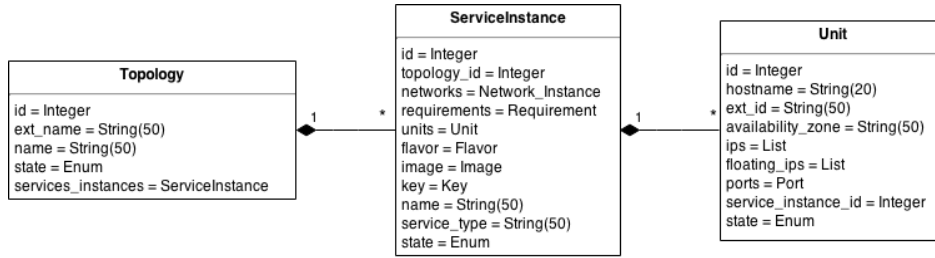 Topology
id = Integer
ext_name = String(50)
name = String(50)
state = Enum
services_instances = ServiceInstance
1
*
ServiceInstance
id = Integer
topology_id = Integer
networks = Network_Instance
requirements = Requirement
units = Unit
flavor = Flavor
image = Image
key = Key
name = String(50)
service_type = String(50)
state = Enum
1
*
Unit
id = Integer
hostname = String(20)
ext_id = String(50)
availability_zone = String(50)
ips = List
floating_ips = List
ports = Port
service_instance_id = Integer
state = Enum